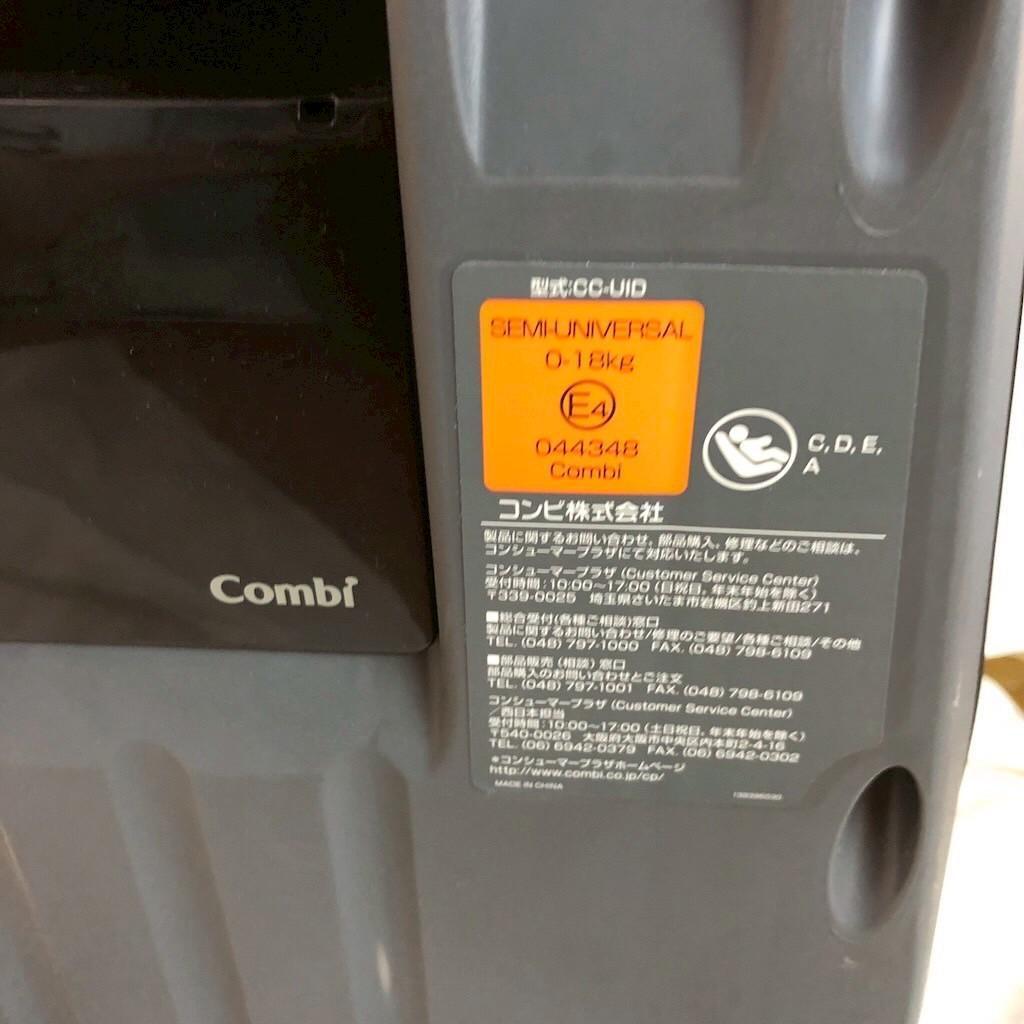 型式:CC-UID
SEMI-UNIVERSAL
0-18kg
E4
044348
Combi
C, D, E,
A
コンビ株式会社
製品に関するお問い合わせ、部品購入、修理などのご相談は、
コンシューマープラザにて対応いたします。
コンシューマープラザ (Customer Service Center)
受付時間:10:00～17:00 (日祝日、年末年始を除く)
〒339-0025 埼玉県さいたま市岩槻区釣上新田271
■総合受付(各種ご相談)窓口
製品に関するお問い合わせ/修理のご要望/各種ご相談/その他
TEL. (048) 797-1000 FAX. (048) 798-6109
■部品販売 (相談) 窓口
部品購入のお問い合わせとご注文
TEL. (048) 797-1001 FAX. (048) 798-6109
コンシューマープラザ (Customer Service Center)
/西日本担当
受付時間:10:00～17:00 (土日祝日、年末年始を除く)
〒540-0026 大阪府大阪市中央区内本町2-4-16
TEL. (06) 6942-0379 FAX. (06) 6942-0302
*コンシューマープラザホームページ
http://www.combi.co.jp/cp/
MADE IN CHINA
Combi